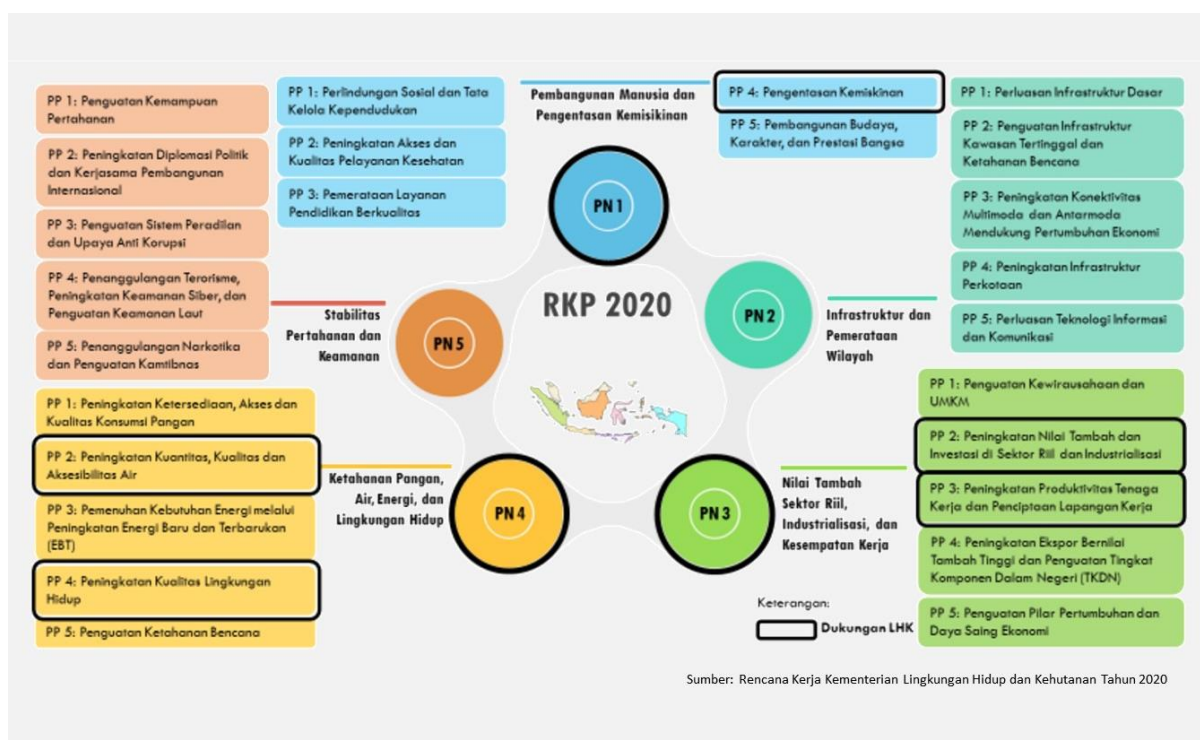 PP 1: Penguatan Kemampuan
Pertahanan
PP 2: Peningkatan Diplomasi Politik
dan Kerjasama Pembangunan
Internasional
PP 3: Penguatan Sistem Peradilan
dan Upaya Anti Korupsi
PP 4: Penanggulangan Terorisme,
Peningkatan Keamanan Siber, dan
Penguatan Keamanan Laut
PP 5: Penanggulangan Narkotika
dan Penguatan Kamtibnas
PP 1: Perlindungan Sosial dan Tata
Kelola Kependudukan
PP 2: Peningkatan Akses dan
Kualitas Pelayanan Kesehatan
PP 3: Pemerataan Layanan
Pendidikan Berkualitas
Pembangunan Manusia dan
Pengentasan Kemisikinan
PP 4: Pengentasan Kemiskinan
PP 5: Pembangunan Budaya,
Karakter, dan Prestasi Bangsa
PP 1: Perluasan Infrastruktur Dasar
PP 2: Penguatan Infrastruktur
Kawasan Tertinggal dan
Ketahanan Bencana
PP 3: Peningkatan Konektivitas
Multimoda dan Antarmoda
Mendukung Pertumbuhan Ekonomi
PP 4: Peningkatan Infrastruktur
Perkotaan
PP 5: Perluasan Teknologi Informasi
dan Komunikasi
PN 1
RKP 2020
PN 2
Infrastruktur dan
Pemerataan
Wilayah
Stabilitas
Pertahanan dan
Keamanan
PN 5
PP 1: Peningkatan Ketersediaan, Akses dan
Kualitas Konsumsi Pangan
PP 2: Peningkatan Kuantitas, Kualitas dan
Aksesibilitas Air
PP 3: Pemenuhan Kebutuhan Energi melalui
Peningkatan Energi Baru dan Terbarukan
(EBT)
PP 4: Peningkatan Kualitas Lingkungan
Hidup
PP 5: Penguatan Ketahanan Bencana
Ketahanan Pangan,
Air, Energi, dan
Lingkungan Hidup
PN 4
PN 3
Nilai Tambah
Sektor Riil,
Industrialisasi, dan
Kesempatan Kerja
PP 1: Penguatan Kewirausahaan dan
UMKM
PP 2: Peningkatan Nilai Tambah dan
Investasi di Sektor Riil dan Industrialisasi
PP 3: Peningkatan Produktivitas Tenaga
Kerja dan Penciptaan Lapangan Kerja
PP 4: Peningkatan Ekspor Bernilai
Tambah Tinggi dan Penguatan Tingkat
Komponen Dalam Negeri (TKDN)
PP 5: Penguatan Pilar Pertumbuhan dan
Daya Saing Ekonomi
Keterangan:
Dukungan LHK
Sumber: Rencana Kerja Kementerian Lingkungan Hidup dan Kehutanan Tahun 2020